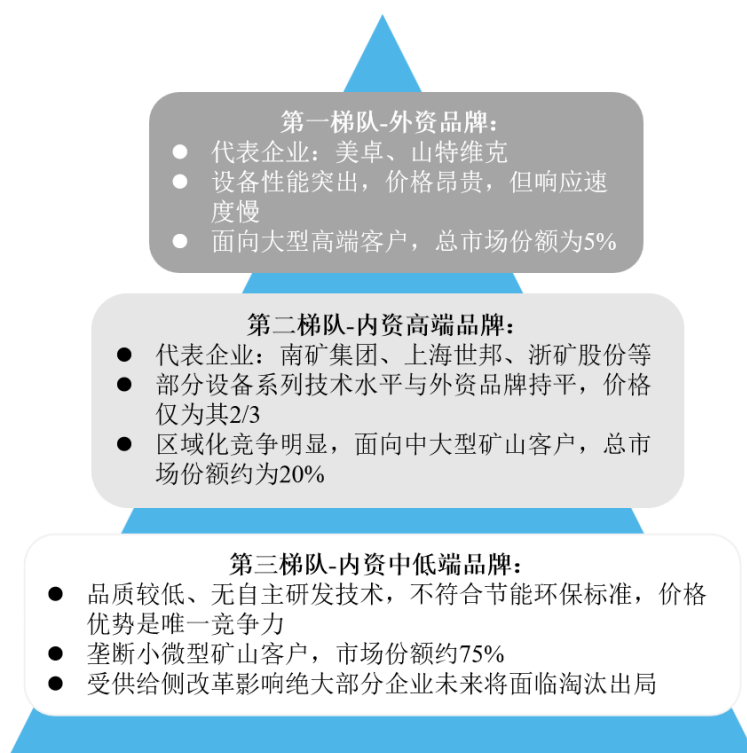 第一梯队-外资品牌：
● 代表企业：美卓、山特维克
● 设备性能突出，价格昂贵，但响应速
度慢
● 面向大型高端客户，总市场份额为5%
第二梯队-内资高端品牌：
● 代表企业：南矿集团、上海世邦、浙矿股份等
● 部分设备系列技术水平与外资品牌持平，价格
仅为其2/3
● 区域化竞争明显，面向中大型矿山客户，总市
场份额约为20%
第三梯队-内资中低端品牌：
● 品质较低、无自主研发技术，不符合节能环保标准，价格
优势是唯一竞争力
● 垄断小微型矿山客户，市场份额约75%
● 受供给侧改革影响绝大部分企业未来将面临淘汰出局